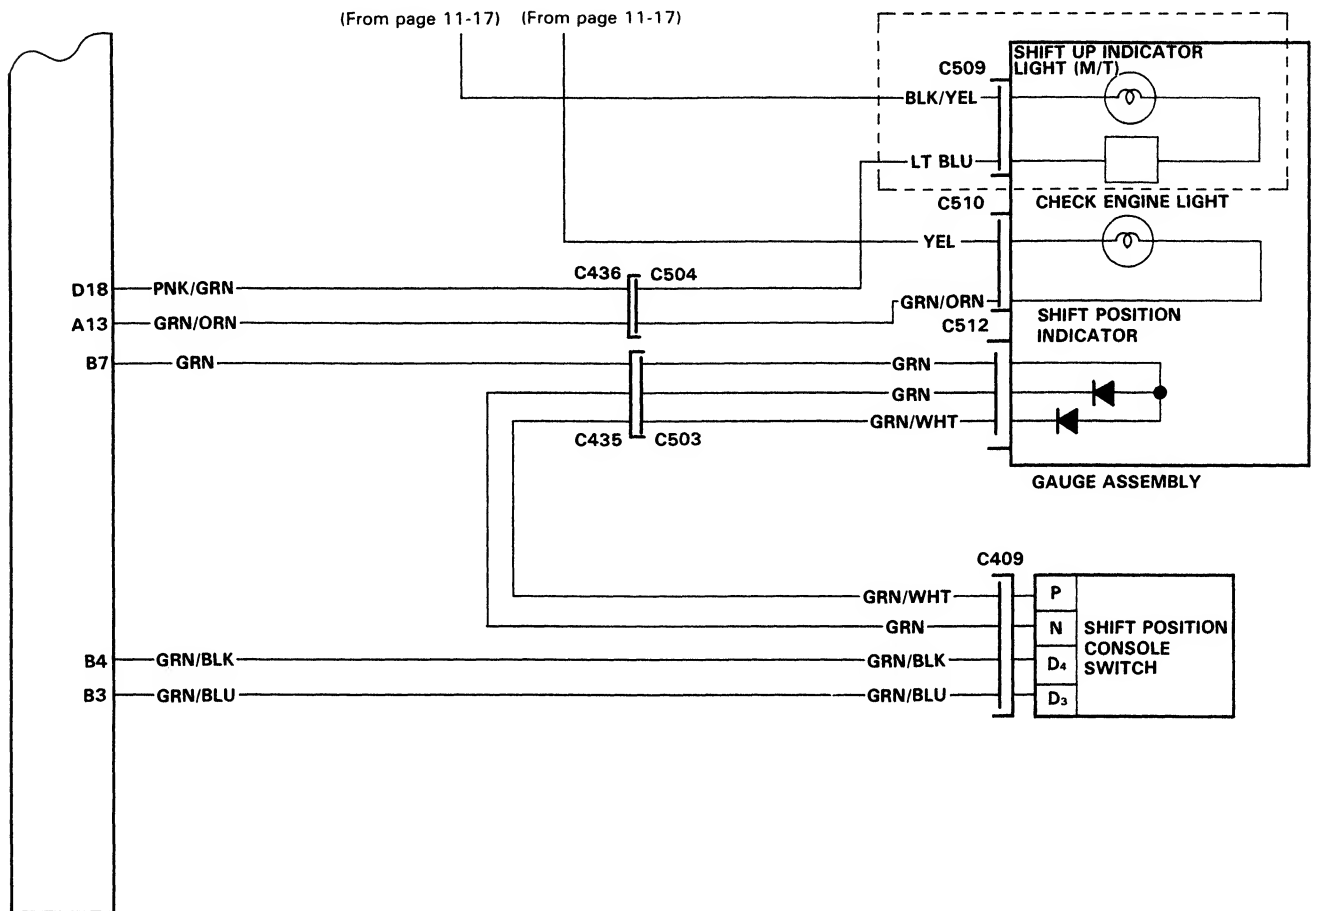 (From page 11-17) (From page 11-17)
SHIFT UP INDICATOR
LIGHT (M/T)
C509
BLK/YEL
LT BLU
C510
CHECK ENGINE LIGHT
YEL
C436 C504
D18 PNK/GRN
GRN/ORN
A13 GRN/ORN
C512
SHIFT POSITION
INDICATOR
B7 GRN GRN
GRN
GRN/WHT
C435 C503
GAUGE ASSEMBLY
C409
GRN/WHT P
GRN N
SHIFT POSITION
CONSOLE
SWITCH
B4 GRN/BLK GRN/BLK D4
B3 GRN/BLU GRN/BLU D3